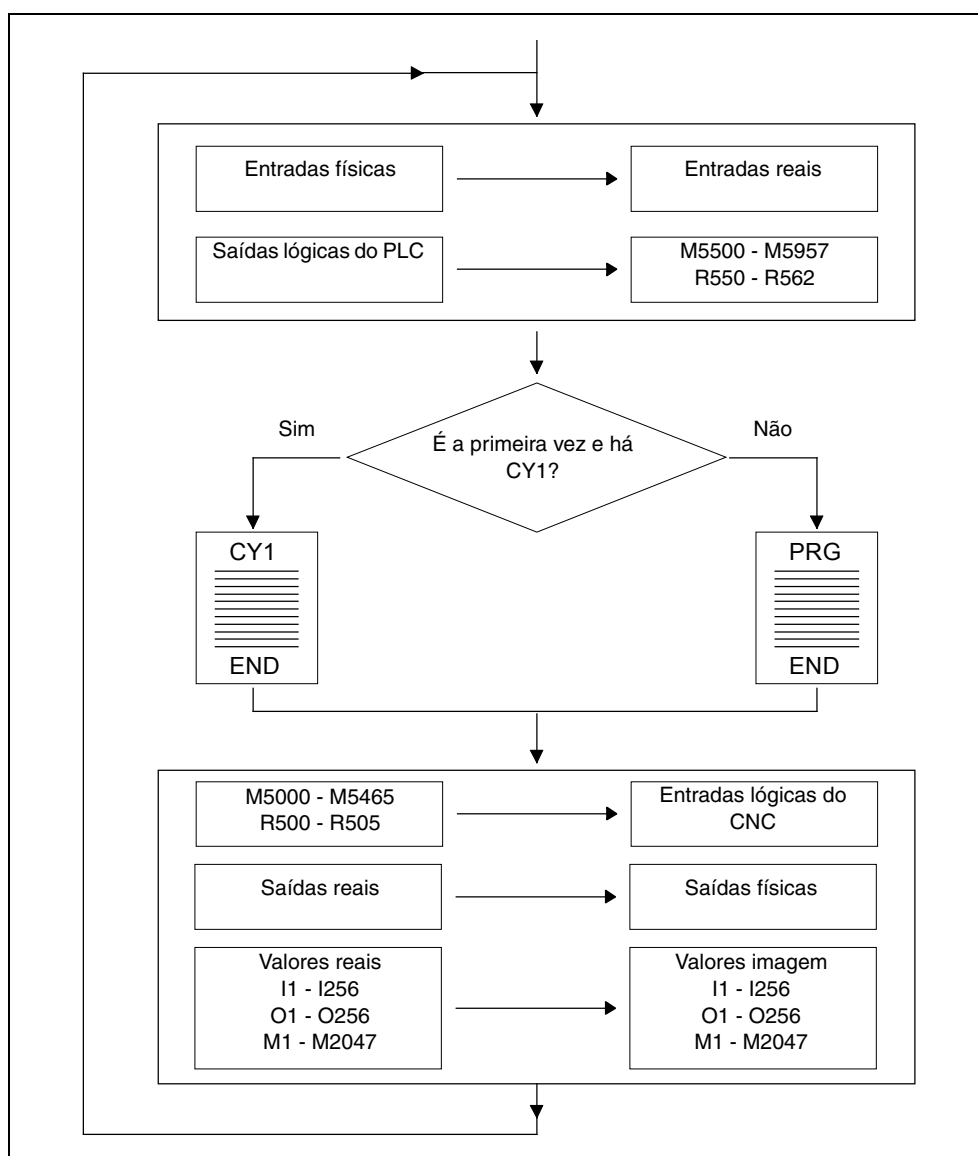 Entradas físicas
Entradas reais
Saídas lógicas do PLC
M5500 - M5957
R550 - R562
Sim
É a primeira vez e há
CY1?
Não
CY1
END
PRG
END
M5000 - M5465
R500 - R505
Entradas lógicas do
CNC
Saídas reais
Saídas físicas
Valores reais
I1 - I256
O1 - O256
M1 - M2047
Valores imagem
I1 - I256
O1 - O256
M1 - M2047